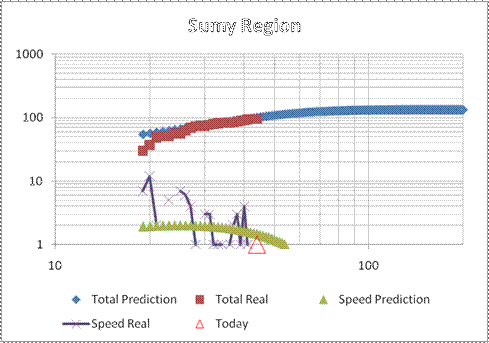 Sumy Region
1000
100
10
1
10
100
Total Prediction
Total Real
Speed Prediction
Speed Real
Today